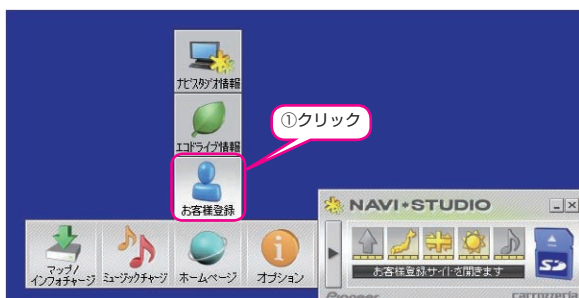 ナビスタジオ情報
エコドライブ情報
①クリック
お客様登録
マップ/
インフォチャージ
ミュージックチャージ
ホームページ
オプション
NAVI*STUDIO
お客様登録サイトを開きます
SD
Pioneer
carrozzeria